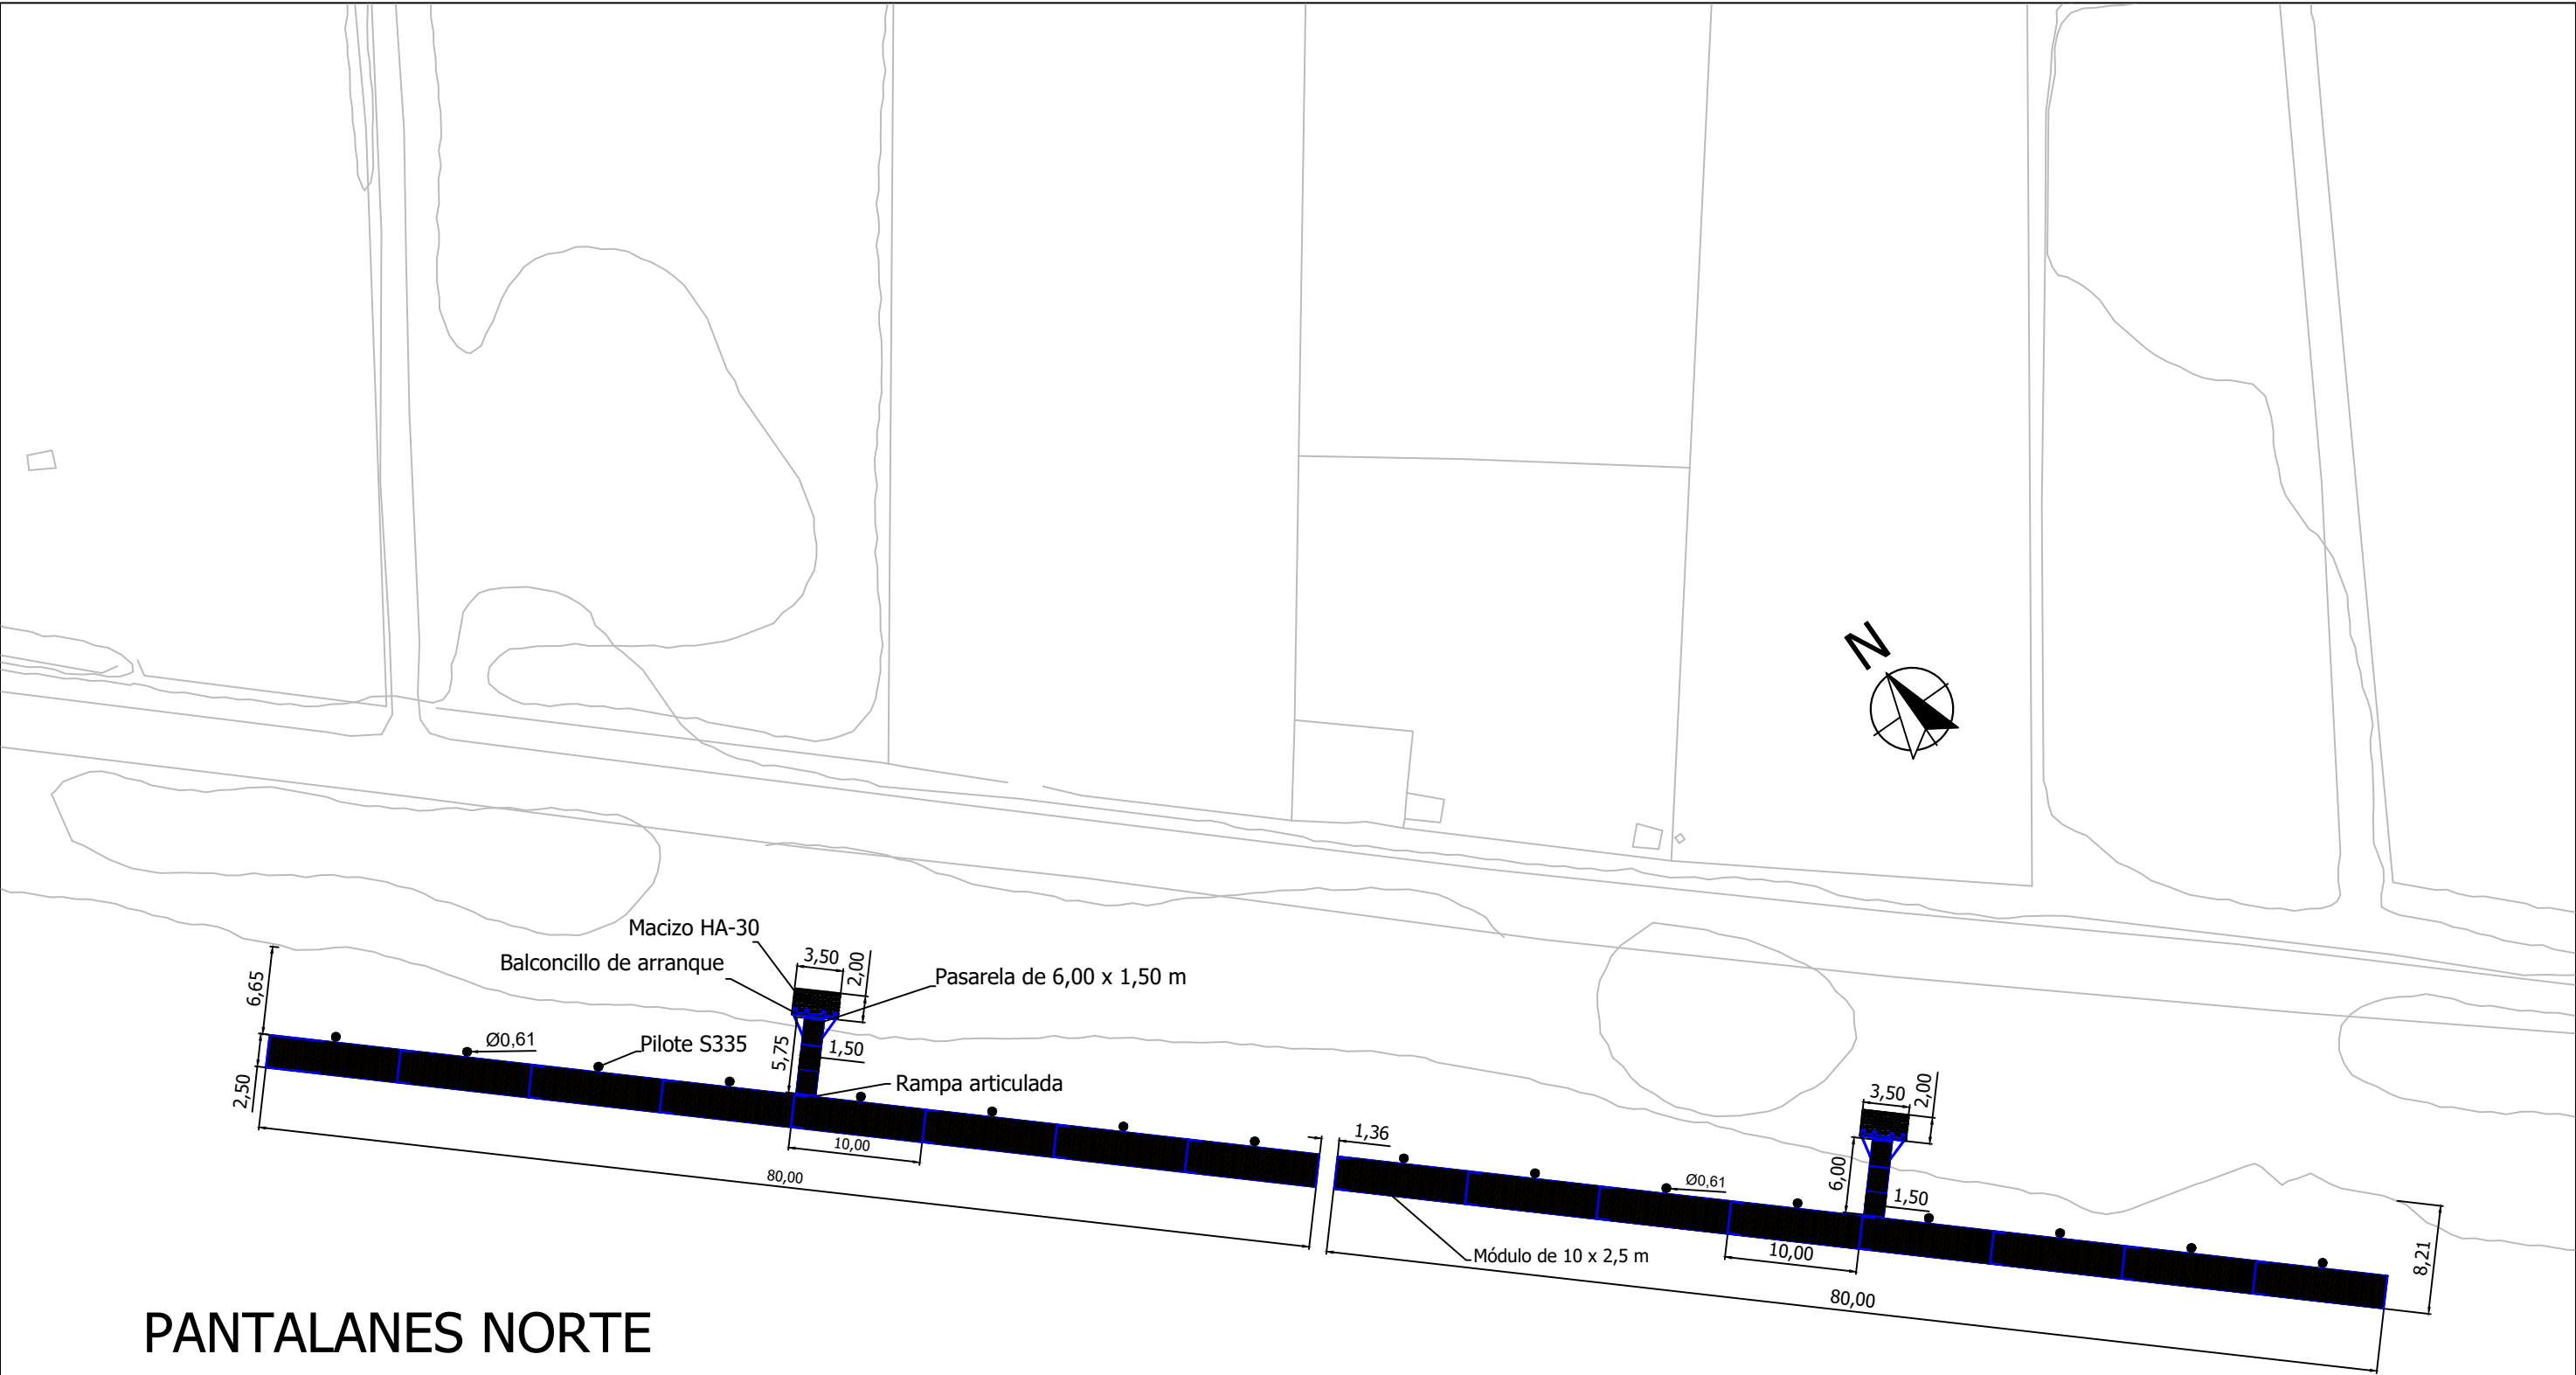 N
Macizo HA-30
Balconcillo de arranque
3,50
2,00
Pasarela de 6,00 x 1,50 m
6,65
Ø0,61
Pilote S335
5,75
1,50
Rampa articulada
2,50
10,00
80,00
1,36
Ø0,61
3,50
2,00
6,00
1,50
Módulo de 10 x 2,5 m
10,00
80,00
8,21
PANTALANES NORTE